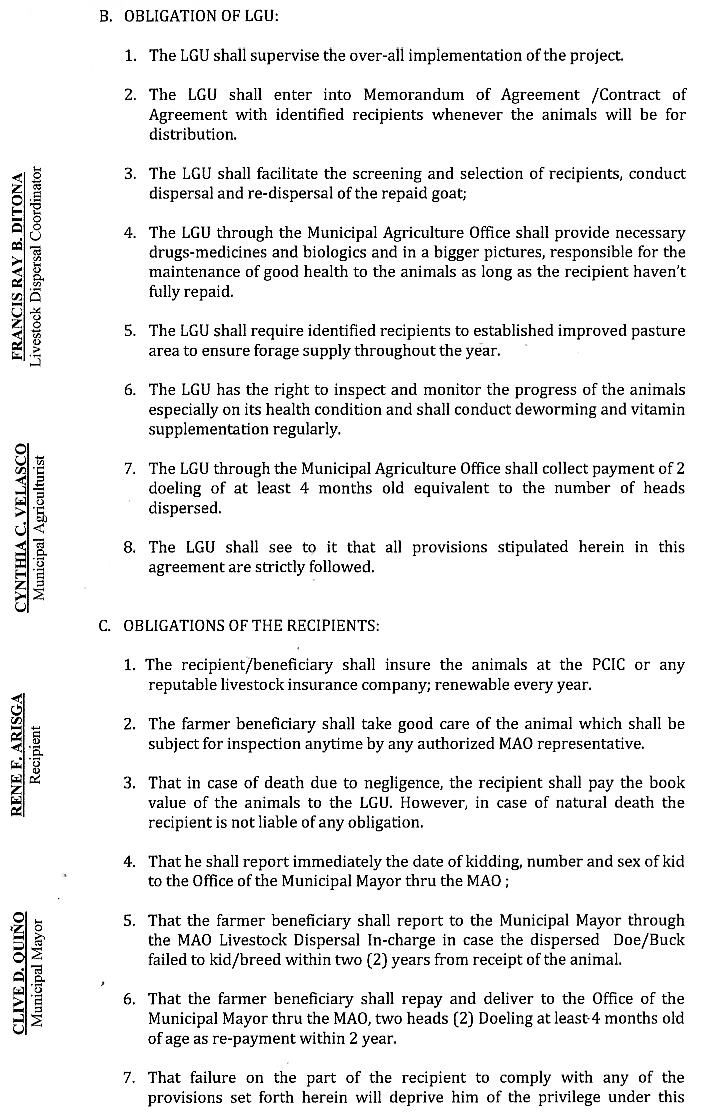 B. OBLIGATION OF LGU:
1. The LGU shall supervise the over-all implementation of the project.
2. The LGU shall enter into Memorandum of Agreement /Contract of
Agreement with identified recipients whenever the animals will be for
distribution.
3. The LGU shall facilitate the screening and selection of recipients, conduct
dispersal and re-dispersal of the repaid goat;
4. The LGU through the Municipal Agriculture Office shall provide necessary
drugs-medicines and biologics and in a bigger pictures, responsible for the
maintenance of good health to the animals as long as the recipient haven't
fully repaid.
5. The LGU shall require identified recipients to established improved pasture
area to ensure forage supply throughout the year.
6. The LGU has the right to inspect and monitor the progress of the animals
especially on its health condition and shall conduct deworming and vitamin
supplementation regularly.
7. The LGU through the Municipal Agriculture Office shall collect payment of 2
doeling of at least 4 months old equivalent to the number of heads
dispersed.
8. The LGU shall see to it that all provisions stipulated herein in this
agreement are strictly followed.
C. OBLIGATIONS OF THE RECIPIENTS:
1. The recipient/beneficiary shall insure the animals at the PCIC or any
reputable livestock insurance company; renewable every year.
2. The farmer beneficiary shall take good care of the animal which shall be
subject for inspection anytime by any authorized MAO representative.
3. That in case of death due to negligence, the recipient shall pay the book
value of the animals to the LGU. However, in case of natural death the
recipient is not liable of any obligation.
4. That he shall report immediately the date of kidding, number and sex of kid
to the Office of the Municipal Mayor thru the MAO ;
5. That the farmer beneficiary shall report to the Municipal Mayor through
the MAO Livestock Dispersal In-charge in case the dispersed Doe/Buck
failed to kid/breed within two (2) years from receipt of the animal.
6. That the farmer beneficiary shall repay and deliver to the Office of the
Municipal Mayor thru the MAO, two heads (2) Doeling at least 4 months old
of age as re-payment within 2 year.
7. That failure on the part of the recipient to comply with any of the
provisions set forth herein will deprive him of the privilege under this
FRANCIS RAY B. DITONA
Livestock Dispersal Coordinator
CYNTHIA C. VELASCO
Municipal Agriculturist
RENE F. ARISGA
Recipient
CLIVE D. QUIÑO
Municipal Mayor